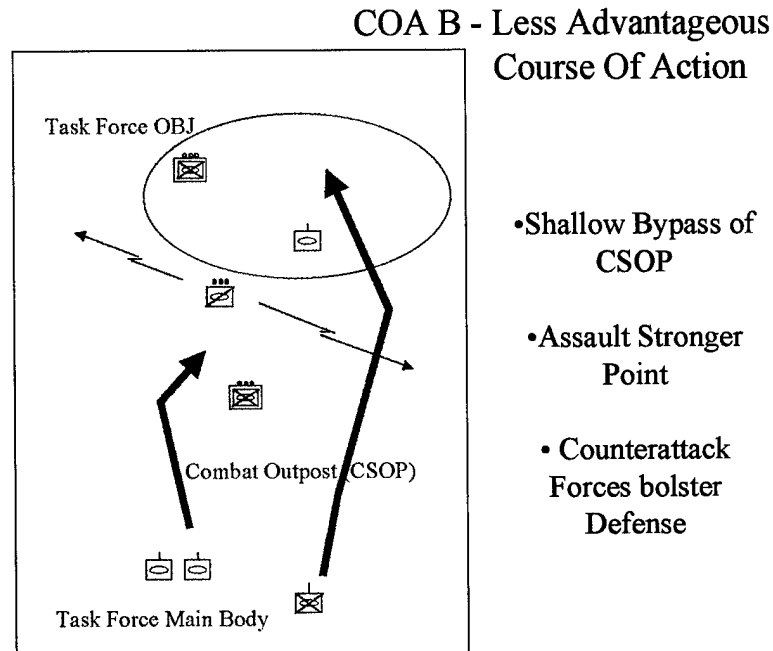 COA B - Less Advantageous
Course Of Action
Task Force OBJ
•Shallow Bypass of
CSOP
•Assault Stronger
Point
• Counterattack
Forces bolster
Defense
Combat Outpost (CSOP)
Task Force Main Body